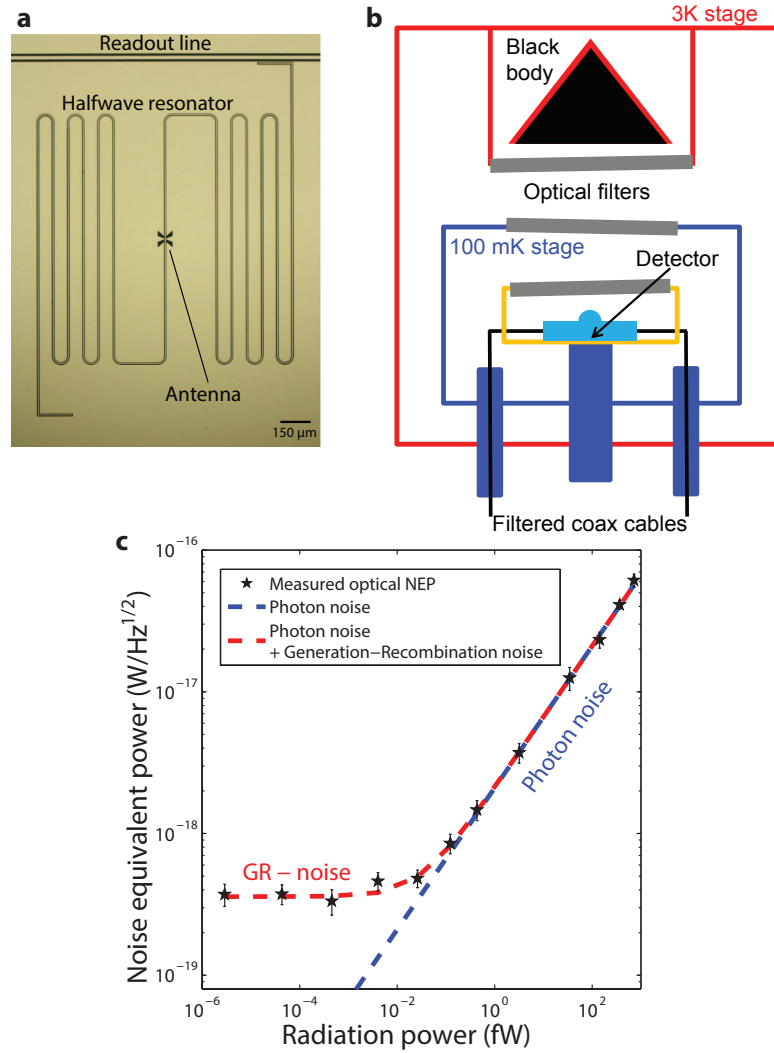 a
Readout line
Halfwave resonator
Antenna
150 μm
b
3K stage
Black
body
Optical filters
100 mK stage
Detector
Filtered coax cables
c
Noise equivalent power (W/Hz^1/2)
10^−16
10^−17
10^−18
10^−19
Measured optical NEP
Photon noise
Photon noise
+ Generation−Recombination noise
Photon noise
GR − noise
10^−6
10^−4
10^−2
10^0
10^2
Radiation power (fW)